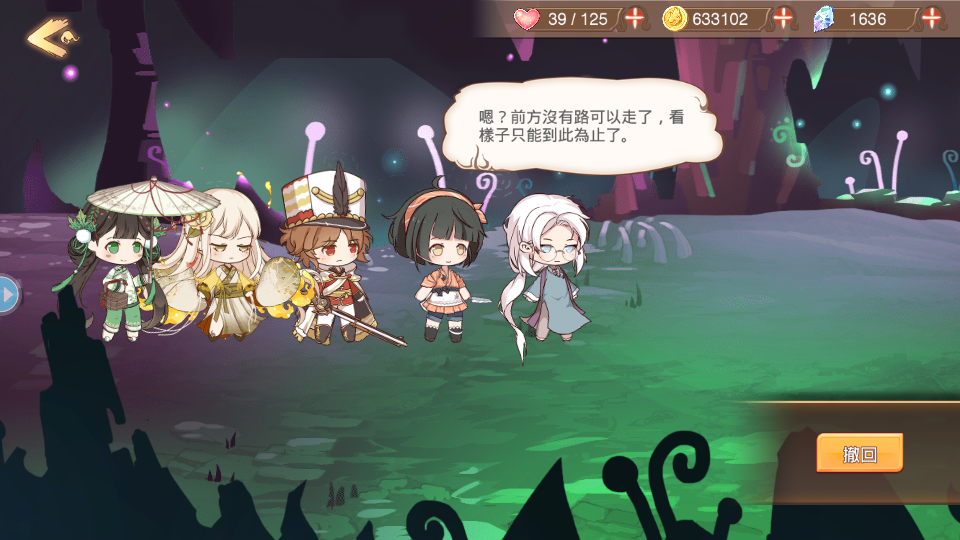 39 / 125
633102
1636
嗯？前方沒有路可以走了，看
樣子只能到此為止了。
撤回